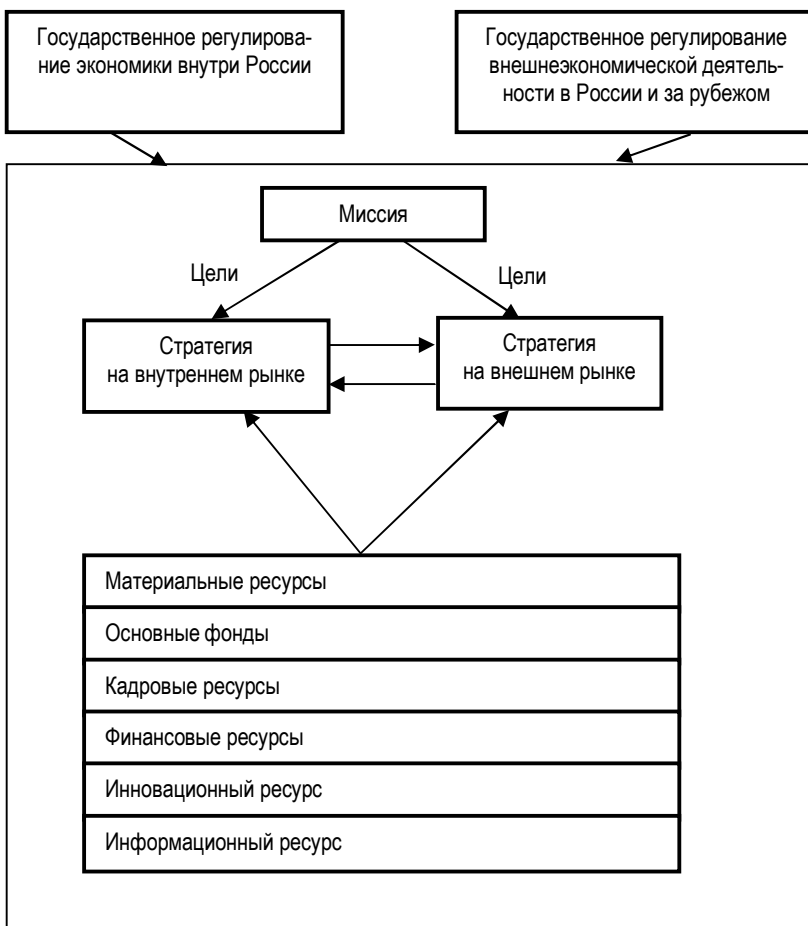 Государственное регулирова-
ние экономики внутри России
Государственное регулирование
внешнеэкономической деятель-
ности в России и за рубежом
Миссия
Цели
Цели
Стратегия
на внутреннем рынке
Стратегия
на внешнем рынке
Материальные ресурсы
Основные фонды
Кадровые ресурсы
Финансовые ресурсы
Инновационный ресурс
Информационный ресурс